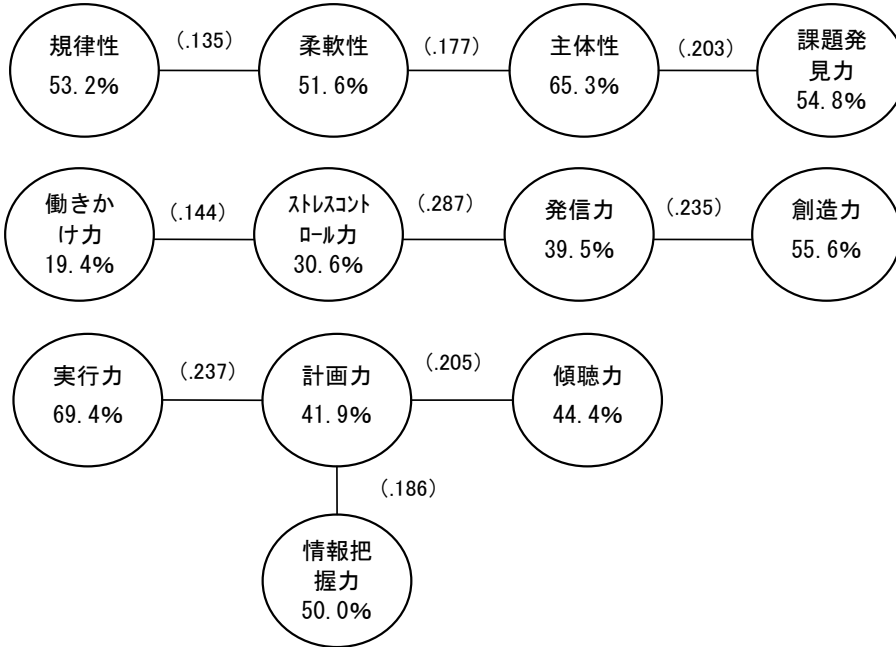 規律性
53.2%
(.135)
柔軟性
51.6%
(.177)
主体性
65.3%
(.203)
課題発
見力
54.8%
働きか
け力
19.4%
(.144)
ｽﾄﾚｽｺﾝﾄ
ﾛｰﾙ力
30.6%
(.287)
発信力
39.5%
(.235)
創造力
55.6%
実行力
69.4%
(.237)
計画力
41.9%
(.205)
傾聴力
44.4%
(.186)
情報把
握力
50.0%